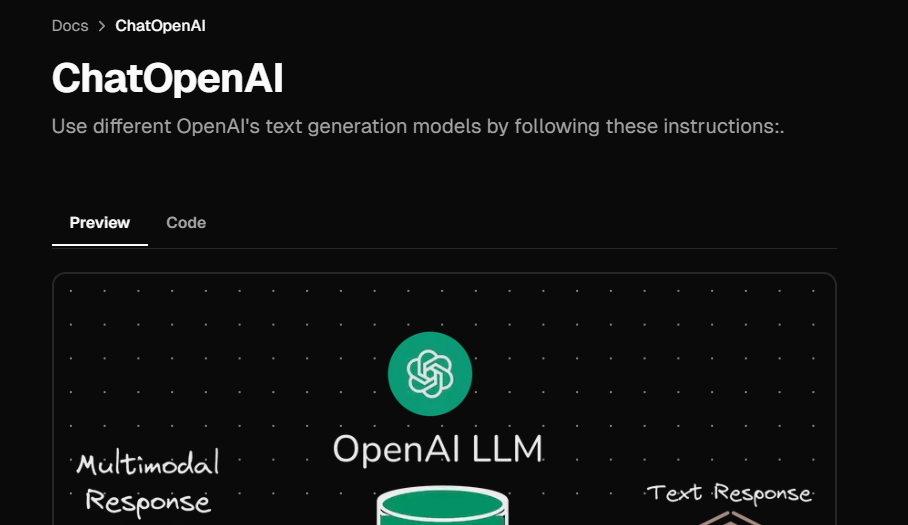 Docs > ChatOpenAI
ChatOpenAI
Use different OpenAI's text generation models by following these instructions:.
Preview Code
OpenAI LLM
Multimodal
Response
Text Response